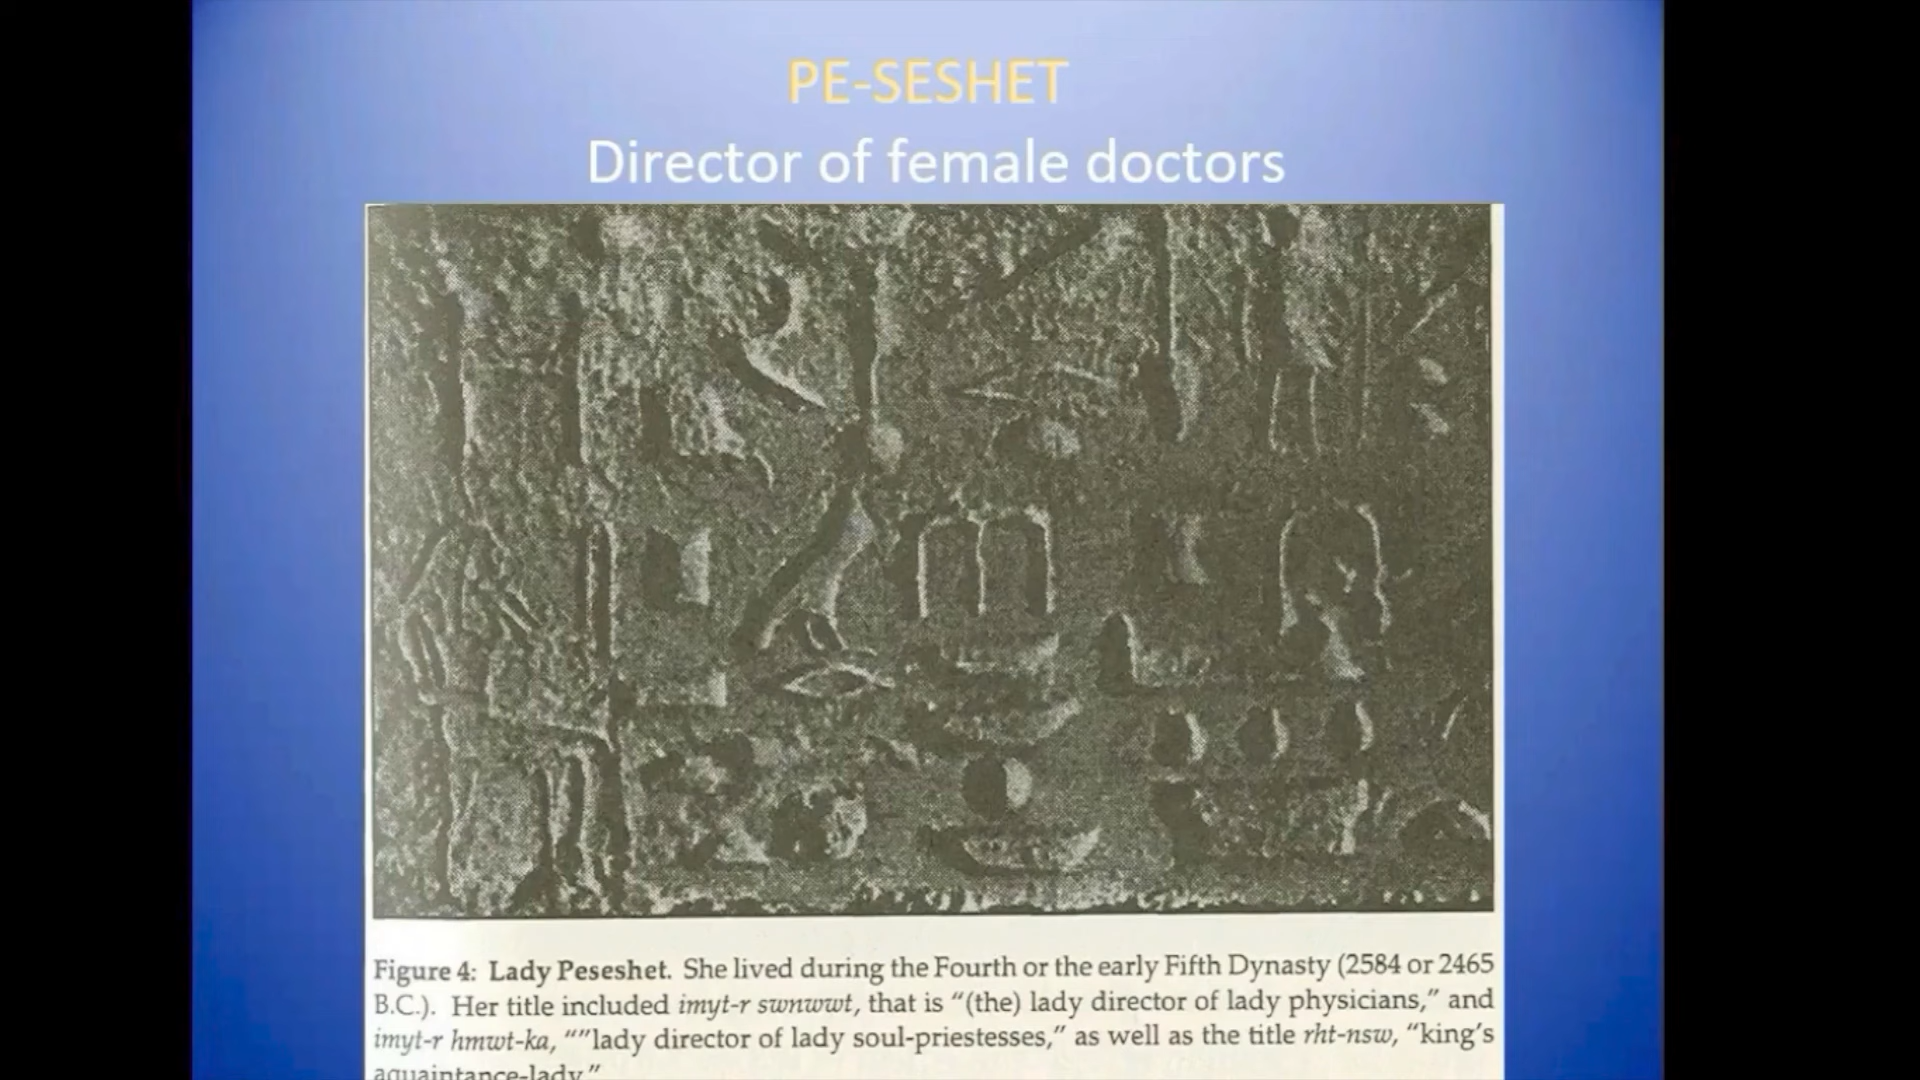 PE-SESHET
Director of female doctors
Figure 4: Lady Peseshet. She lived during the Fourth or the early Fifth Dynasty (2584 or 2465
B.C.). Her title included imyt-r swnwwt, that is “(the) lady director of lady physicians,” and
imyt-r hmwt-ka, “”lady director of lady soul-priestesses,” as well as the title rht-nsw, “king’s
aquaintance-lady.”